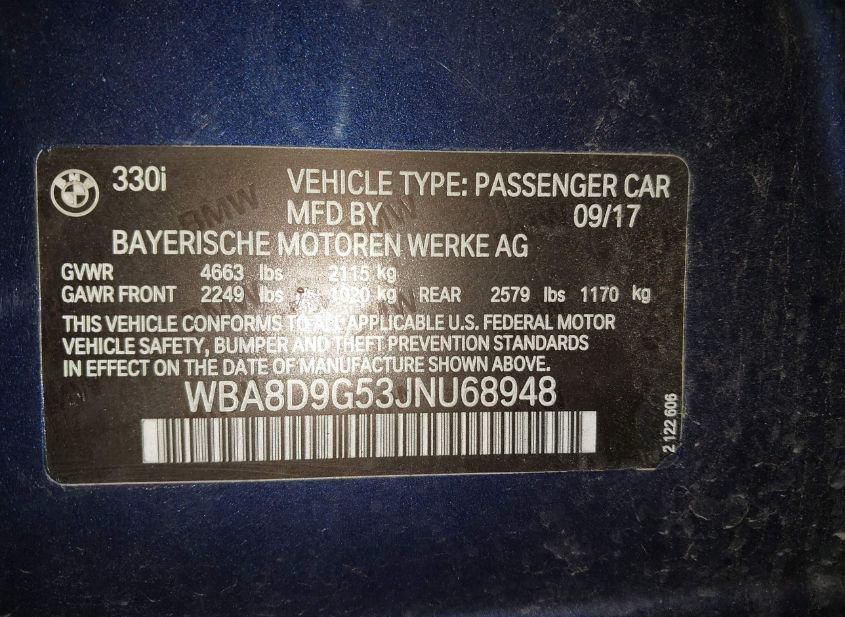 330i VEHICLE TYPE: PASSENGER CAR
MFD BY 09/17
BAYERISCHE MOTOREN WERKE AG
GVWR 4663 lbs 2115 kg
GAWR FRONT 2249 lbs 1020 kg REAR 2579 lbs 1170 kg
THIS VEHICLE CONFORMS TO ALL APPLICABLE U.S. FEDERAL MOTOR
VEHICLE SAFETY, BUMPER AND THEFT PREVENTION STANDARDS
IN EFFECT ON THE DATE OF MANUFACTURE SHOWN ABOVE.
WBA8D9G53JNU68948
2 122 606